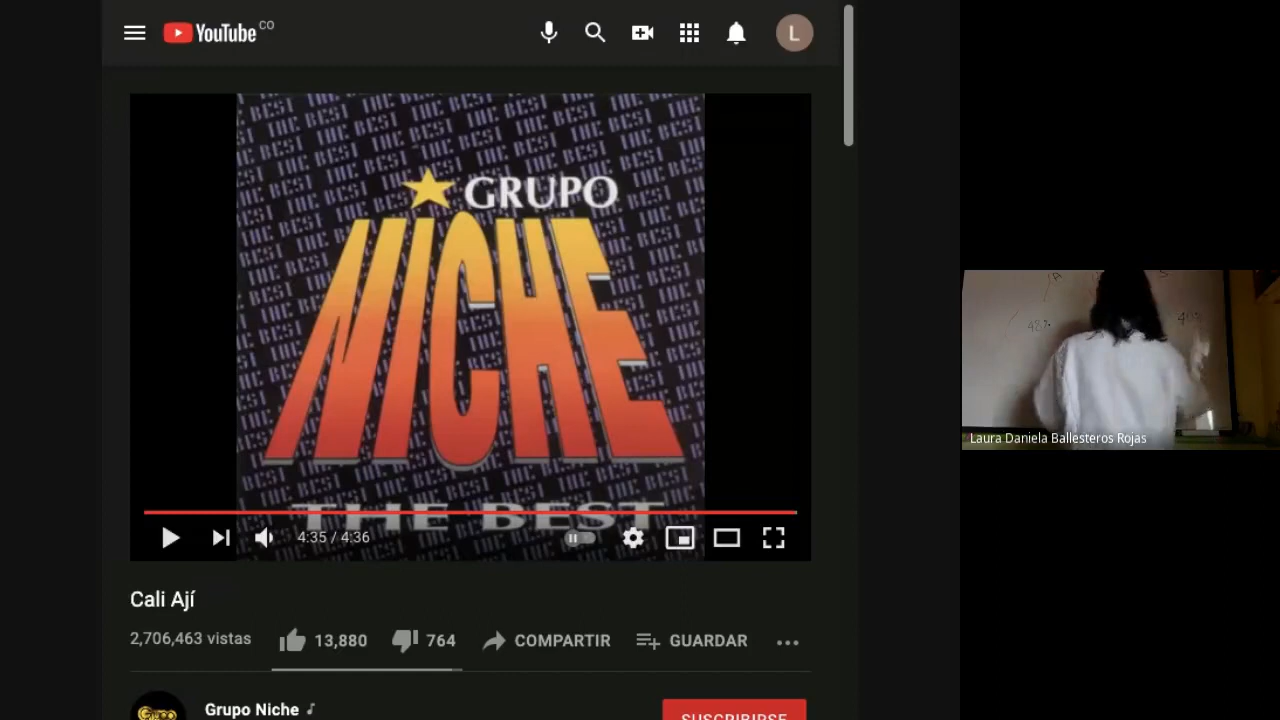 YouTube CO
L
GRUPO
NICHE
THE BEST
4:35 / 4:36
Cali Ají
2,706,463 vistas
13,880
764
COMPARTIR
GUARDAR
Grupo Niche
SUSCRIBIRSE
48%
Laura Daniela Ballesteros Rojas